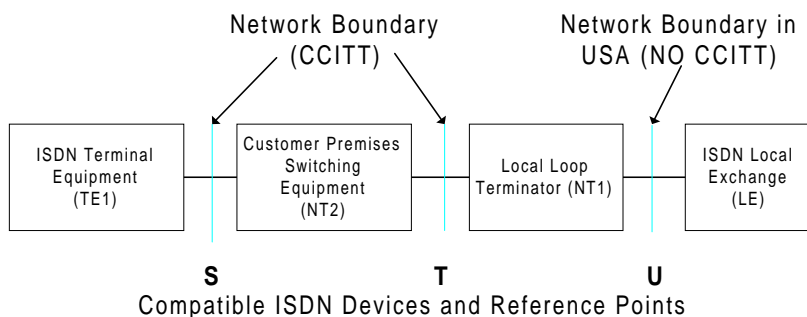 Network Boundary
(CCITT)
Network Boundary in
USA (NO CCITT)
ISDN Terminal
Equipment
(TE1)
Customer Premises
Switching
Equipment
(NT2)
Local Loop
Terminator (NT1)
ISDN Local
Exchange
(LE)
S
T
U
Compatible ISDN Devices and Reference Points